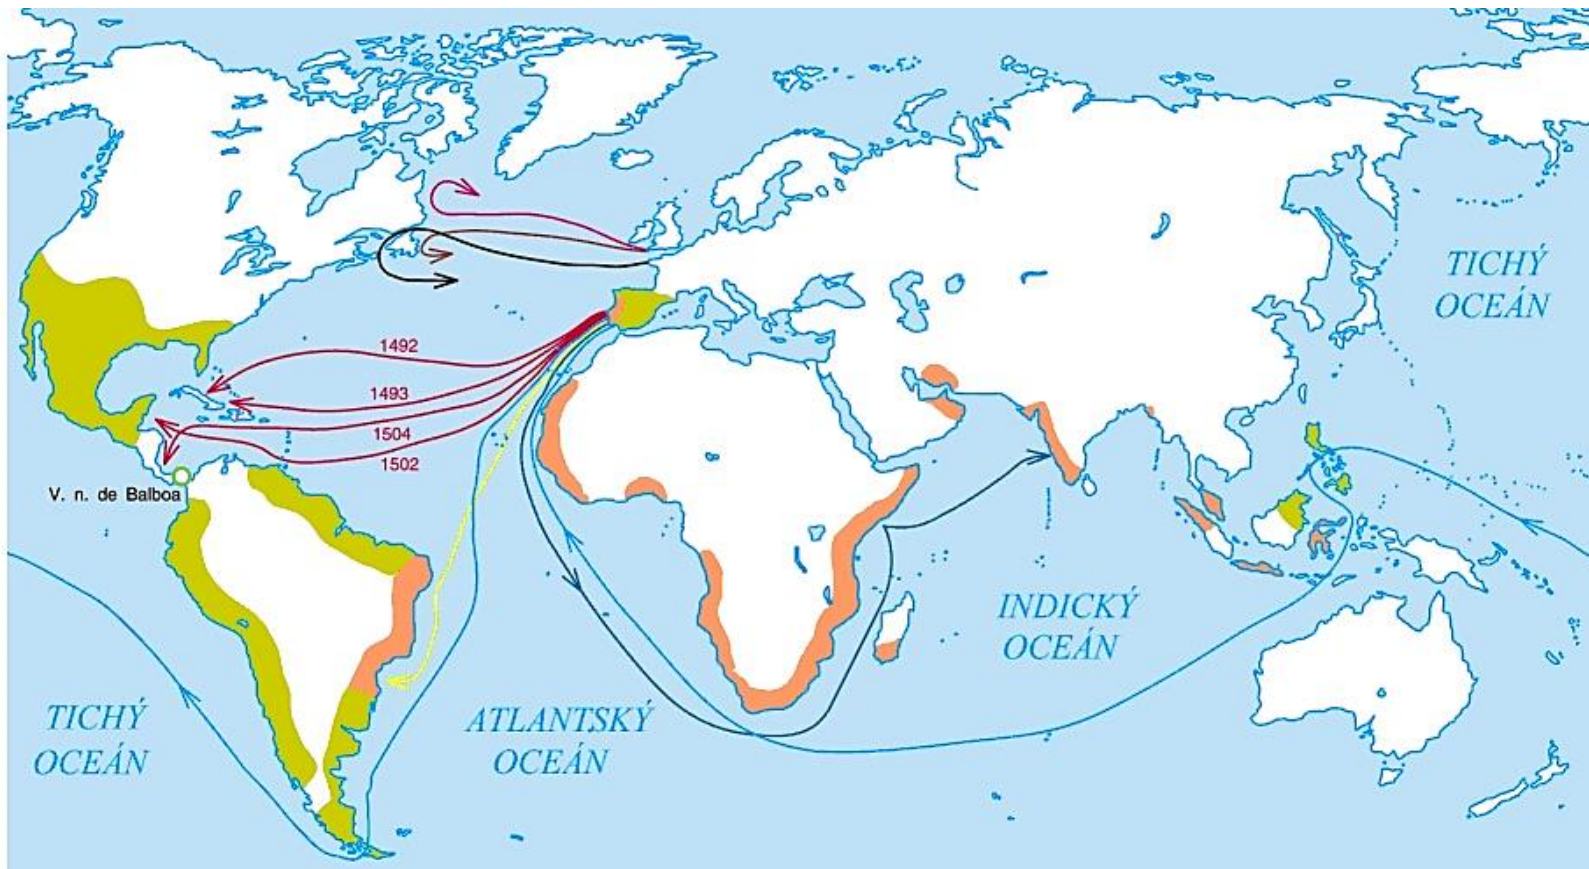 TICHÝ
OCEÁN
1492
1493
1504
1502
V. n. de Balboa
INDICKÝ
OCEÁN
TICHÝ
OCEÁN
ATLANTSKÝ
OCEÁN